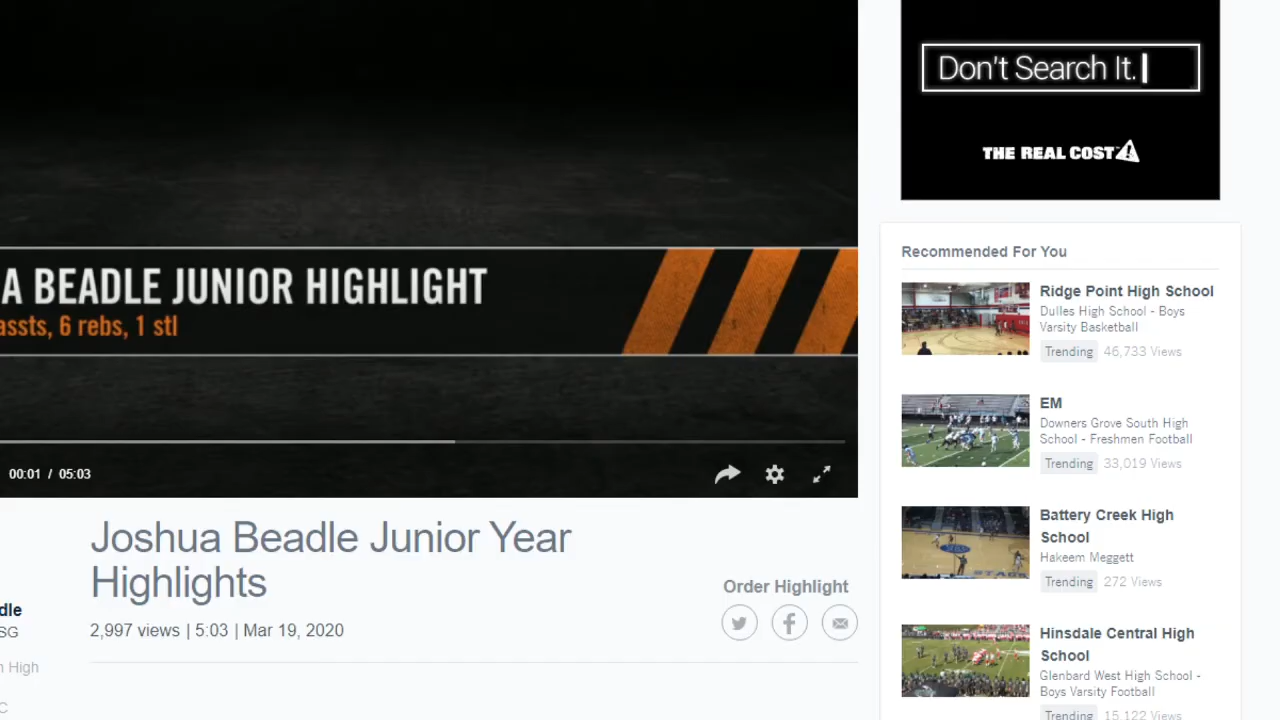 Don't Search It.
THE REAL COST
A BEADLE JUNIOR HIGHLIGHT
assts, 6 rebs, 1 stl
00:01 / 05:03
Joshua Beadle Junior Year
Highlights
2,997 views | 5:03 | Mar 19, 2020
Order Highlight
dle
SG
n High
C
Recommended For You
Ridge Point High School
Dulles High School - Boys
Varsity Basketball
Trending 46,733 Views
EM
Downers Grove South High
School - Freshmen Football
Trending 33,019 Views
Battery Creek High
School
Hakeem Meggett
Trending 272 Views
Hinsdale Central High
School
Glenbard West High School -
Boys Varsity Football
Trending 15,122 Views